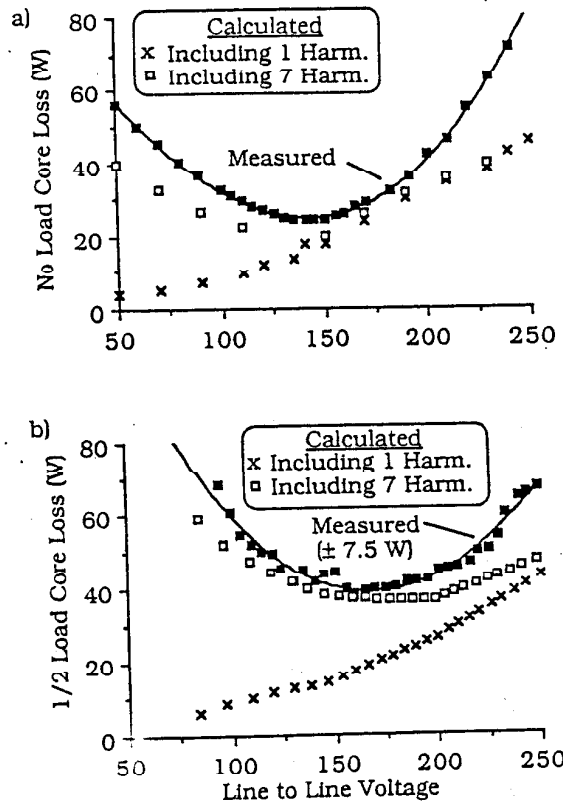 a)
No Load Core Loss (W)
80
60
40
20
0
Calculated
× Including 1 Harm.
□ Including 7 Harm.
Measured
50 100 150 200 250
b)
1/2 Load Core Loss (W)
80
60
40
20
0
Calculated
× Including 1 Harm.
□ Including 7 Harm.
Measured
(± 7.5 W)
50 100 150 200 250
Line to Line Voltage